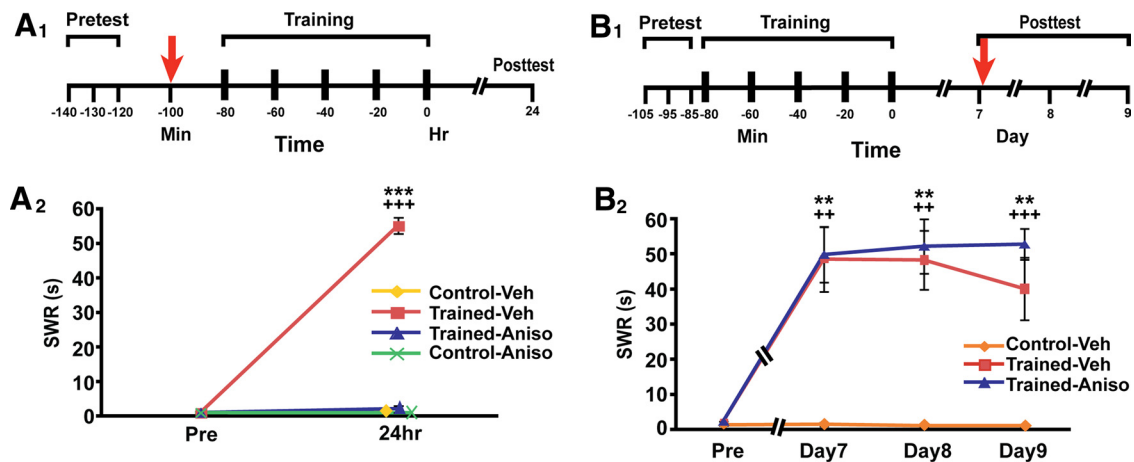 A1
Pretest
Training
Posttest
-140 -130 -120 -100 -80 -60 -40 -20 0 24
Min Hr
Time
B1
Pretest
Training
Posttest
-105 -95 -85 -80 -60 -40 -20 0 7 8 9
Min Day
Time
A2
SWR (s)
60
50
40
30
20
10
0
***
+++
Control-Veh
Trained-Veh
Trained-Aniso
Control-Aniso
Pre 24hr
B2
SWR (s)
60
50
40
30
20
10
0
** ** **
++ ++ +++
Control-Veh
Trained-Veh
Trained-Aniso
Pre Day7 Day8 Day9